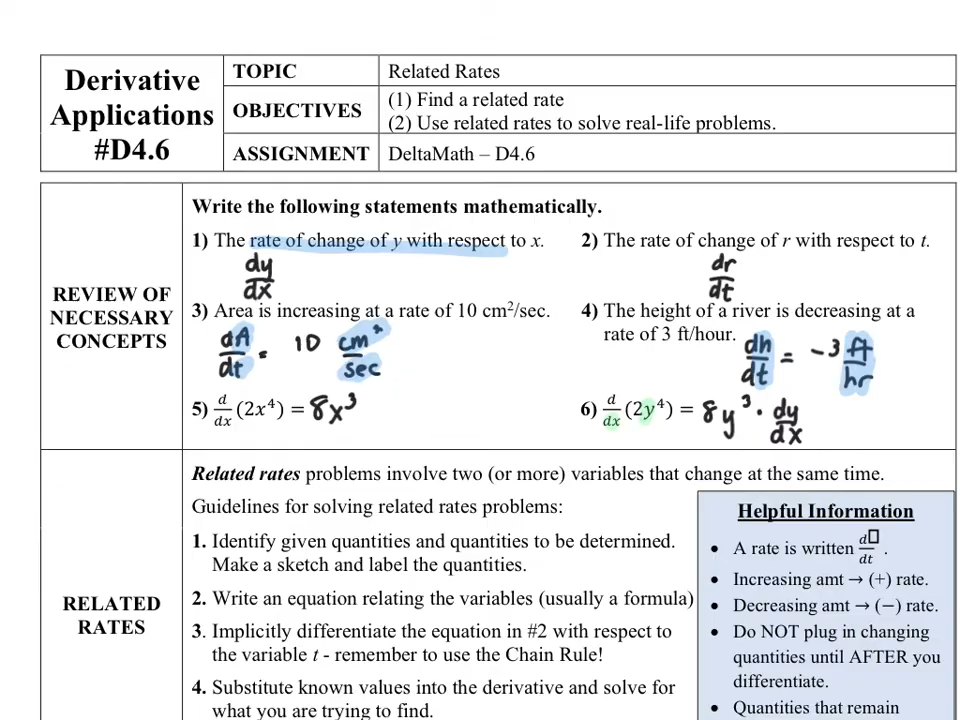 Derivative
Applications
#D4.6
TOPIC
Related Rates
OBJECTIVES
(1) Find a related rate
(2) Use related rates to solve real-life problems.
ASSIGNMENT
DeltaMath – D4.6
REVIEW OF
NECESSARY
CONCEPTS
Write the following statements mathematically.
1) The rate of change of y with respect to x.
dy/dx
2) The rate of change of r with respect to t.
dr/dt
3) Area is increasing at a rate of 10 cm²/sec.
dA/dt = 10 cm²/sec
4) The height of a river is decreasing at a
rate of 3 ft/hour.
dh/dt = -3 ft/hr
5) d/dx (2x⁴) = 8x³
6) d/dx (2y⁴) = 8y³ · dy/dx
RELATED
RATES
Related rates problems involve two (or more) variables that change at the same time.
Guidelines for solving related rates problems:
1. Identify given quantities and quantities to be determined.
Make a sketch and label the quantities.
2. Write an equation relating the variables (usually a formula)
3. Implicitly differentiate the equation in #2 with respect to
the variable t - remember to use the Chain Rule!
4. Substitute known values into the derivative and solve for
what you are trying to find.
Helpful Information
• A rate is written d□/dt .
• Increasing amt → (+) rate.
• Decreasing amt → (−) rate.
• Do NOT plug in changing
quantities until AFTER you
differentiate.
• Quantities that remain